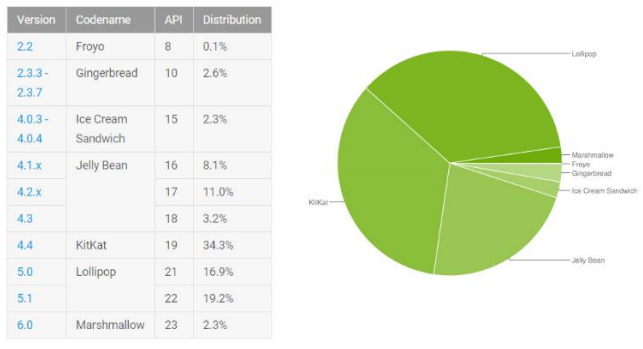 Version Codename API Distribution
2.2 Froyo 8 0.1%
2.3.3 - Gingerbread 10 2.6%
2.3.7
4.0.3 - Ice Cream 15 2.3%
4.0.4 Sandwich
4.1.x Jelly Bean 16 8.1%
4.2.x 17 11.0%
4.3 18 3.2%
4.4 KitKat 19 34.3%
5.0 Lollipop 21 16.9%
5.1 22 19.2%
6.0 Marshmallow 23 2.3%
Lollipop
Marshmallow
Froyo
Gingerbread
Ice Cream Sandwich
KitKat
Jelly Bean